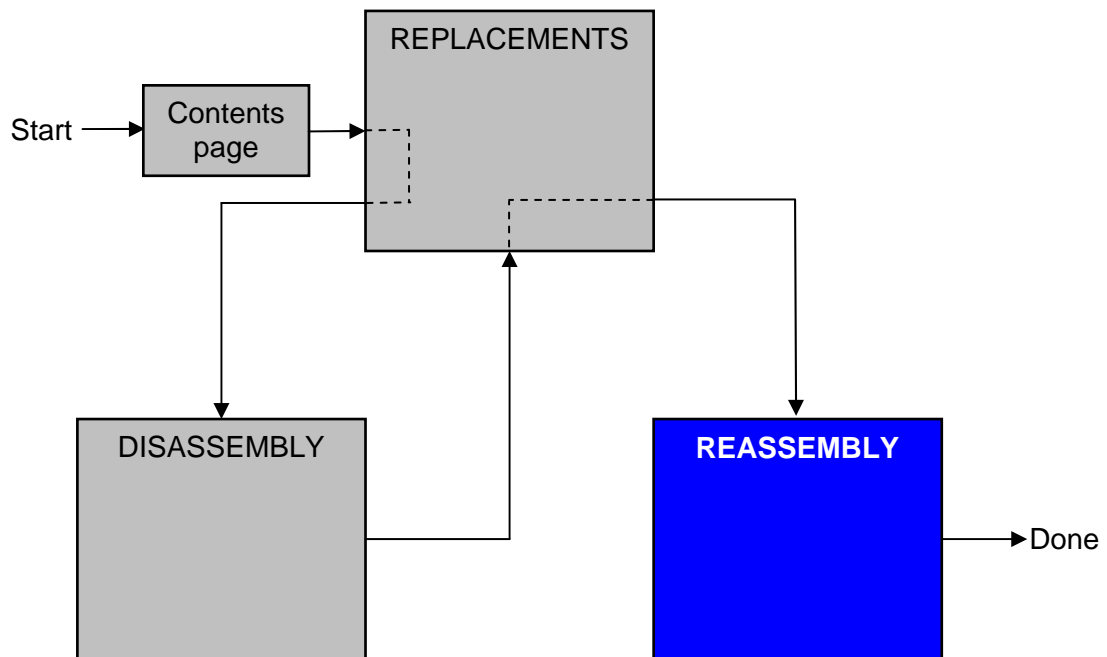 REPLACEMENTS
Start
Contents
page
DISASSEMBLY
REASSEMBLY
Done